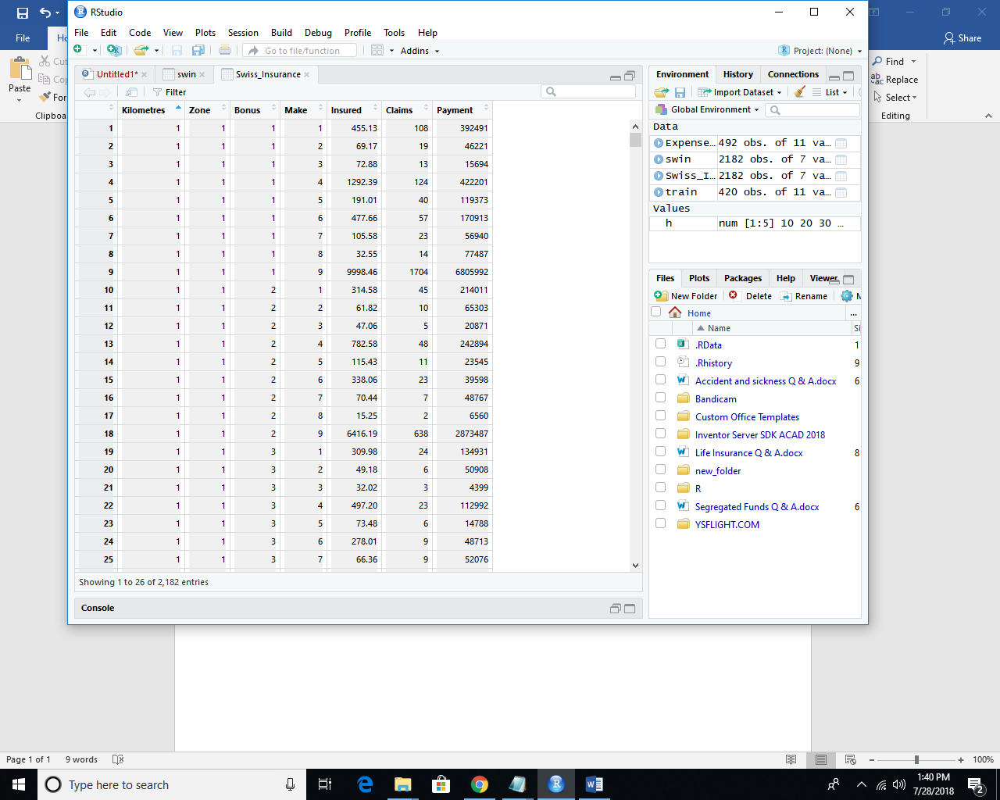 RStudio
File
Hc
Share
File Edit Code View Plots Session Build Debug Profile Tools Help
Go to file/function
Addins
Project: (None)
Paste
Cut
Cop
For
Clipboa
Find
Replace
Select
Editing
Untitled1* × swin × Swiss_Insurance ×
Filter
Kilometres Zone Bonus Make Insured Claims Payment
1 1 1 1 1 455.13 108 392491
2 1 1 1 2 69.17 19 46221
3 1 1 1 3 72.88 13 15694
4 1 1 1 4 1292.39 124 422201
5 1 1 1 5 191.01 40 119373
6 1 1 1 6 477.66 57 170913
7 1 1 1 7 105.58 23 56940
8 1 1 1 8 32.55 14 77487
9 1 1 1 9 9998.46 1704 6805992
10 1 1 2 1 314.58 45 214011
11 1 1 2 2 61.82 10 65303
12 1 1 2 3 47.06 5 20871
13 1 1 2 4 782.58 48 242894
14 1 1 2 5 115.43 11 23545
15 1 1 2 6 338.06 23 39598
16 1 1 2 7 70.44 7 48767
17 1 1 2 8 15.25 2 6560
18 1 1 2 9 6416.19 638 2873487
19 1 1 3 1 309.98 24 134931
20 1 1 3 2 49.18 6 50908
21 1 1 3 3 32.02 3 4399
22 1 1 3 4 497.20 23 112992
23 1 1 3 5 73.48 6 14788
24 1 1 3 6 278.01 9 48713
25 1 1 3 7 66.36 9 52076
Showing 1 to 26 of 2,182 entries
Console
Environment History Connections
Import Dataset List
Global Environment
Data
Expense… 492 obs. of 11 va…
swin 2182 obs. of 7 va…
Swiss_I… 2182 obs. of 7 va…
train 420 obs. of 11 va…
Values
h num [1:5] 10 20 30 …
Files Plots Packages Help Viewer
New Folder Delete Rename M
Home ...
Name Si
.RData 1
.Rhistory 9
Accident and sickness Q & A.docx 6
Bandicam
Custom Office Templates
Inventor Server SDK ACAD 2018
Life Insurance Q & A.docx 8
new_folder
R
Segregated Funds Q & A.docx 6
YSFLIGHT.COM
Page 1 of 1 9 words
100%
Type here to search
1:40 PM
7/28/2018
2